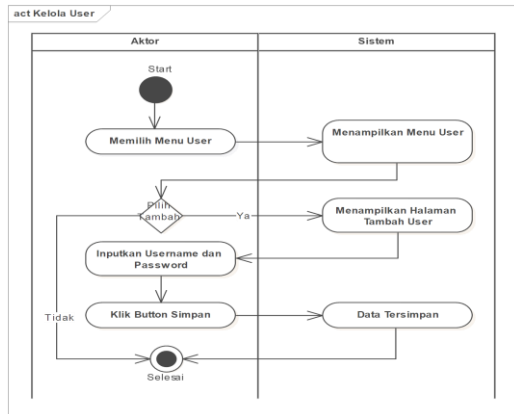 act Kelola User
Aktor
Sistem
Start
Memilih Menu User
Menampilkan Menu User
Pilih
Tambah
Ya
Menampilkan Halaman
Tambah User
Inputkan Username dan
Password
Klik Button Simpan
Data Tersimpan
Tidak
Selesai